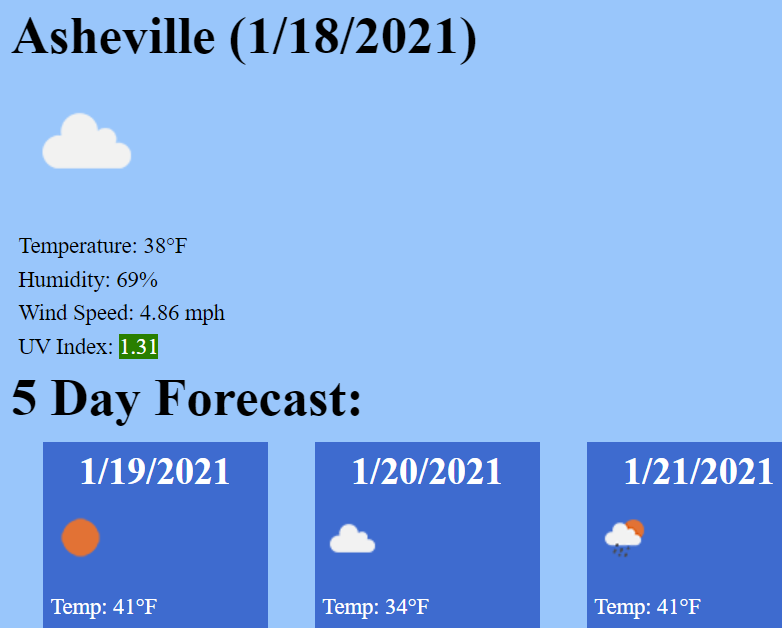 Asheville (1/18/2021)
Temperature: 38°F
Humidity: 69%
Wind Speed: 4.86 mph
UV Index: 1.31
5 Day Forecast:
1/19/2021 1/20/2021 1/21/2021
Temp: 41°F Temp: 34°F Temp: 41°F